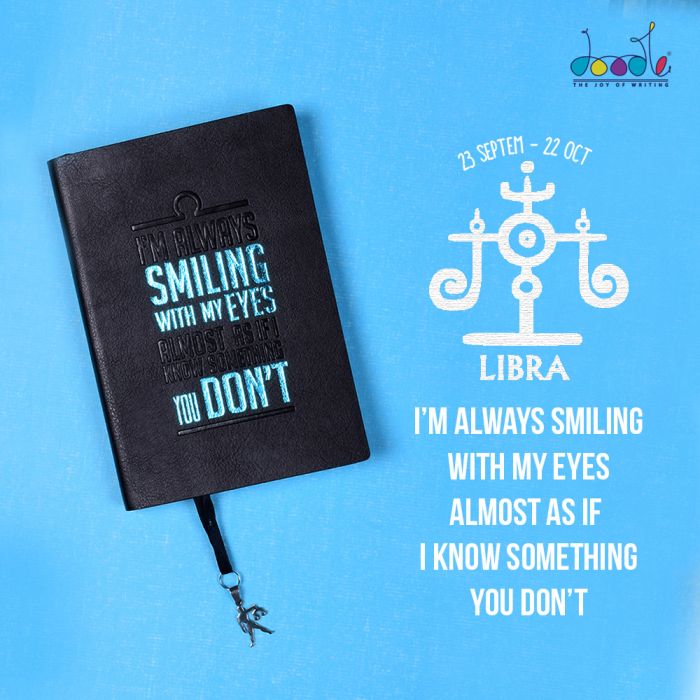 doodle
THE JOY OF WRITING
23 SEPTEM - 22 OCT
LIBRA
I'M ALWAYS SMILING
WITH MY EYES
ALMOST AS IF
I KNOW SOMETHING
YOU DON'T
I'M ALWAYS
SMILING
WITH MY EYES
ALMOST AS IF I
KNOW SOMETHING
YOU DON'T